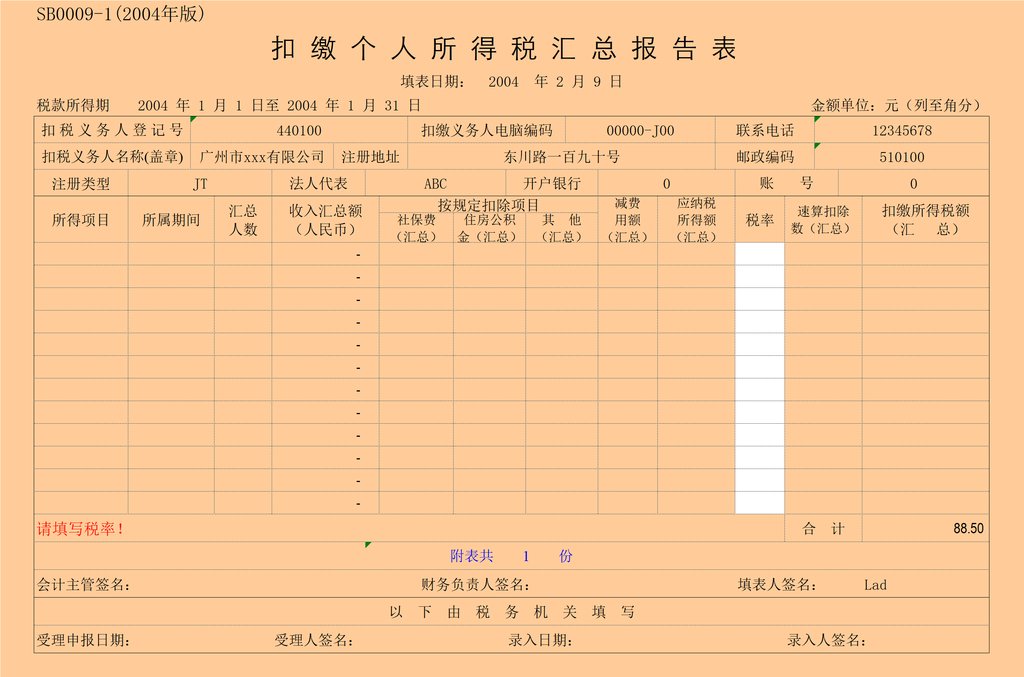 SB0009-1(2004年版)
扣 缴 个 人 所 得 税 汇 总 报 告 表
填表日期: 2004 年 2 月 9 日
税款所得期 2004 年 1 月 1 日至 2004 年 1 月 31 日 金额单位：元（列至角分）
扣税义务人登记号 440100 扣缴义务人电脑编码 00000-J00 联系电话 12345678
扣税义务人名称(盖章) 广州市xxx有限公司 注册地址 东川路一百九十号 邮政编码 510100
注册类型 JT 法人代表 ABC 开户银行 0 账 号 0
所得项目 所属期间 汇总人数 收入汇总额（人民币） 按规定扣除项目 社保费（汇总） 住房公积金（汇总） 其 他（汇总） 减费用额（汇总） 应纳税所得额（汇总） 税率 速算扣除数（汇总） 扣缴所得税额（汇 总）
-
-
-
-
-
-
-
-
-
-
-
-
请填写税率! 合 计 88.50
附表共 1 份
会计主管签名: 财务负责人签名: 填表人签名: Lad
以 下 由 税 务 机 关 填 写
受理申报日期: 受理人签名: 录入日期: 录入人签名: